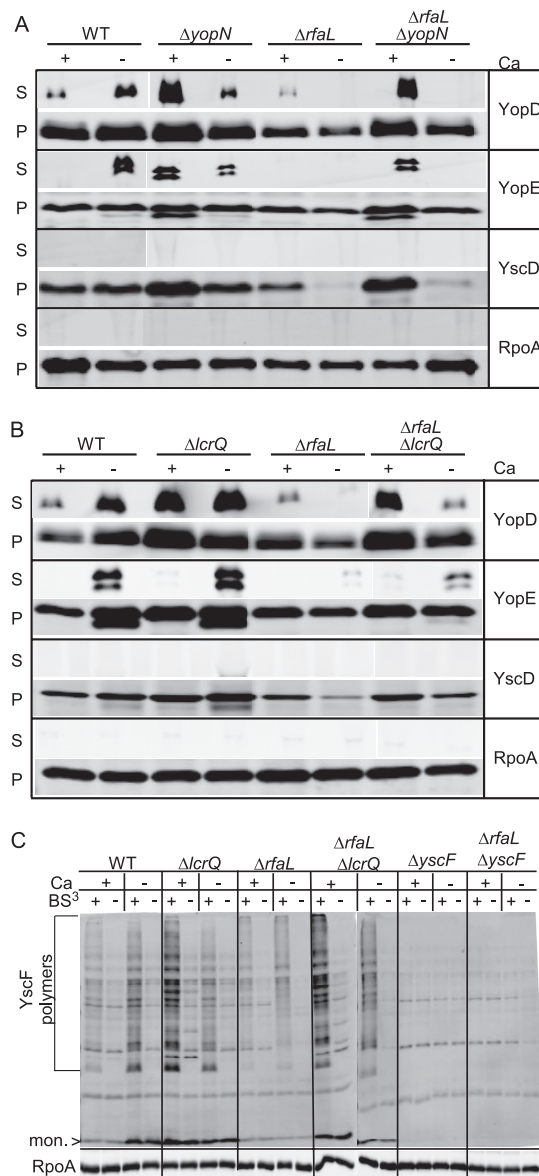 A
WT ΔyopN ΔrfaL ΔrfaL ΔyopN
+ - + - + - + - Ca
S
P
YopD
S
P
YopE
S
P
YscD
S
P
RpoA
B
WT ΔlcrQ ΔrfaL ΔrfaL ΔlcrQ
+ - + - + - + - Ca
S
P
YopD
S
P
YopE
S
P
YscD
S
P
RpoA
C
WT ΔlcrQ ΔrfaL ΔrfaL ΔlcrQ ΔyscF ΔrfaL ΔyscF
Ca + - + - + - + - + - + -
BS³ + - + - + - + - + - + - + - + - + - + - + - + -
YscF polymers
mon. >
RpoA